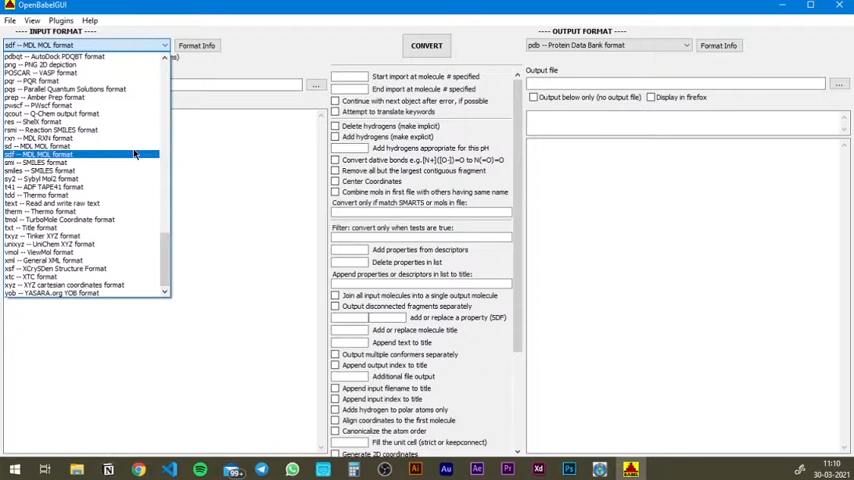 OpenBabelGUI
File View Plugins Help
---- INPUT FORMAT ----
sdf -- MDL MOL format
Format Info
pdbqt -- AutoDock PDQBT format
png -- PNG 2D depiction
POSCAR -- VASP format
pqr -- PQR format
pqs -- Parallel Quantum Solutions format
prep -- Amber Prep format
pwscf -- PWscf format
qcout -- Q-Chem output format
res -- ShelX format
rsmi -- Reaction SMILES format
rxn -- MDL RXN format
sd -- MDL MOL format
sdf -- MDL MOL format
smi -- SMILES format
smiles -- SMILES format
sy2 -- Sybyl Mol2 format
t41 -- ADF TAPE41 format
tdd -- Thermo format
text -- Read and write raw text
therm -- Thermo format
tmol -- TurboMole Coordinate format
txt -- Title format
txyz -- Tinker XYZ format
unixyz -- UniChem XYZ format
vmol -- ViewMol format
xml -- General XML format
xsf -- XCrySDen Structure Format
xtc -- XTC format
xyz -- XYZ cartesian coordinates format
yob -- YASARA.org YOB format
...
CONVERT
Start import at molecule # specified
End import at molecule # specified
Continue with next object after error, if possible
Attempt to translate keywords
Delete hydrogens (make implicit)
Add hydrogens (make explicit)
Add hydrogens appropriate for this pH
Convert dative bonds e.g. [N+]([O-])=O to N(=O)=O
Remove all but the largest contiguous fragment
Center Coordinates
Combine mols in first file with others having same name
Convert only if match SMARTS or mols in file:
Filter: convert only when tests are true:
Add properties from descriptors
Delete properties in list
Append properties or descriptors in list to title:
Join all input molecules into a single output molecule
Output disconnected fragments separately
add or replace a property (SDF)
Add or replace molecule title
Append text to title
Output multiple conformers separately
Append output index to title
Additional file output
Append input filename to title
Append input index to title
Adds hydrogen to polar atoms only
Align coordinates to the first molecule
Canonicalize the atom order
Fill the unit cell (strict or keepconnect)
Generate 2D coordinates
---- OUTPUT FORMAT ----
pdb -- Protein Data Bank format
Format Info
Output file
...
Output below only (no output file) Display in firefox
99+
Ai Au Ae Pr Xd Ps
BABEL
11:10
30-03-2021